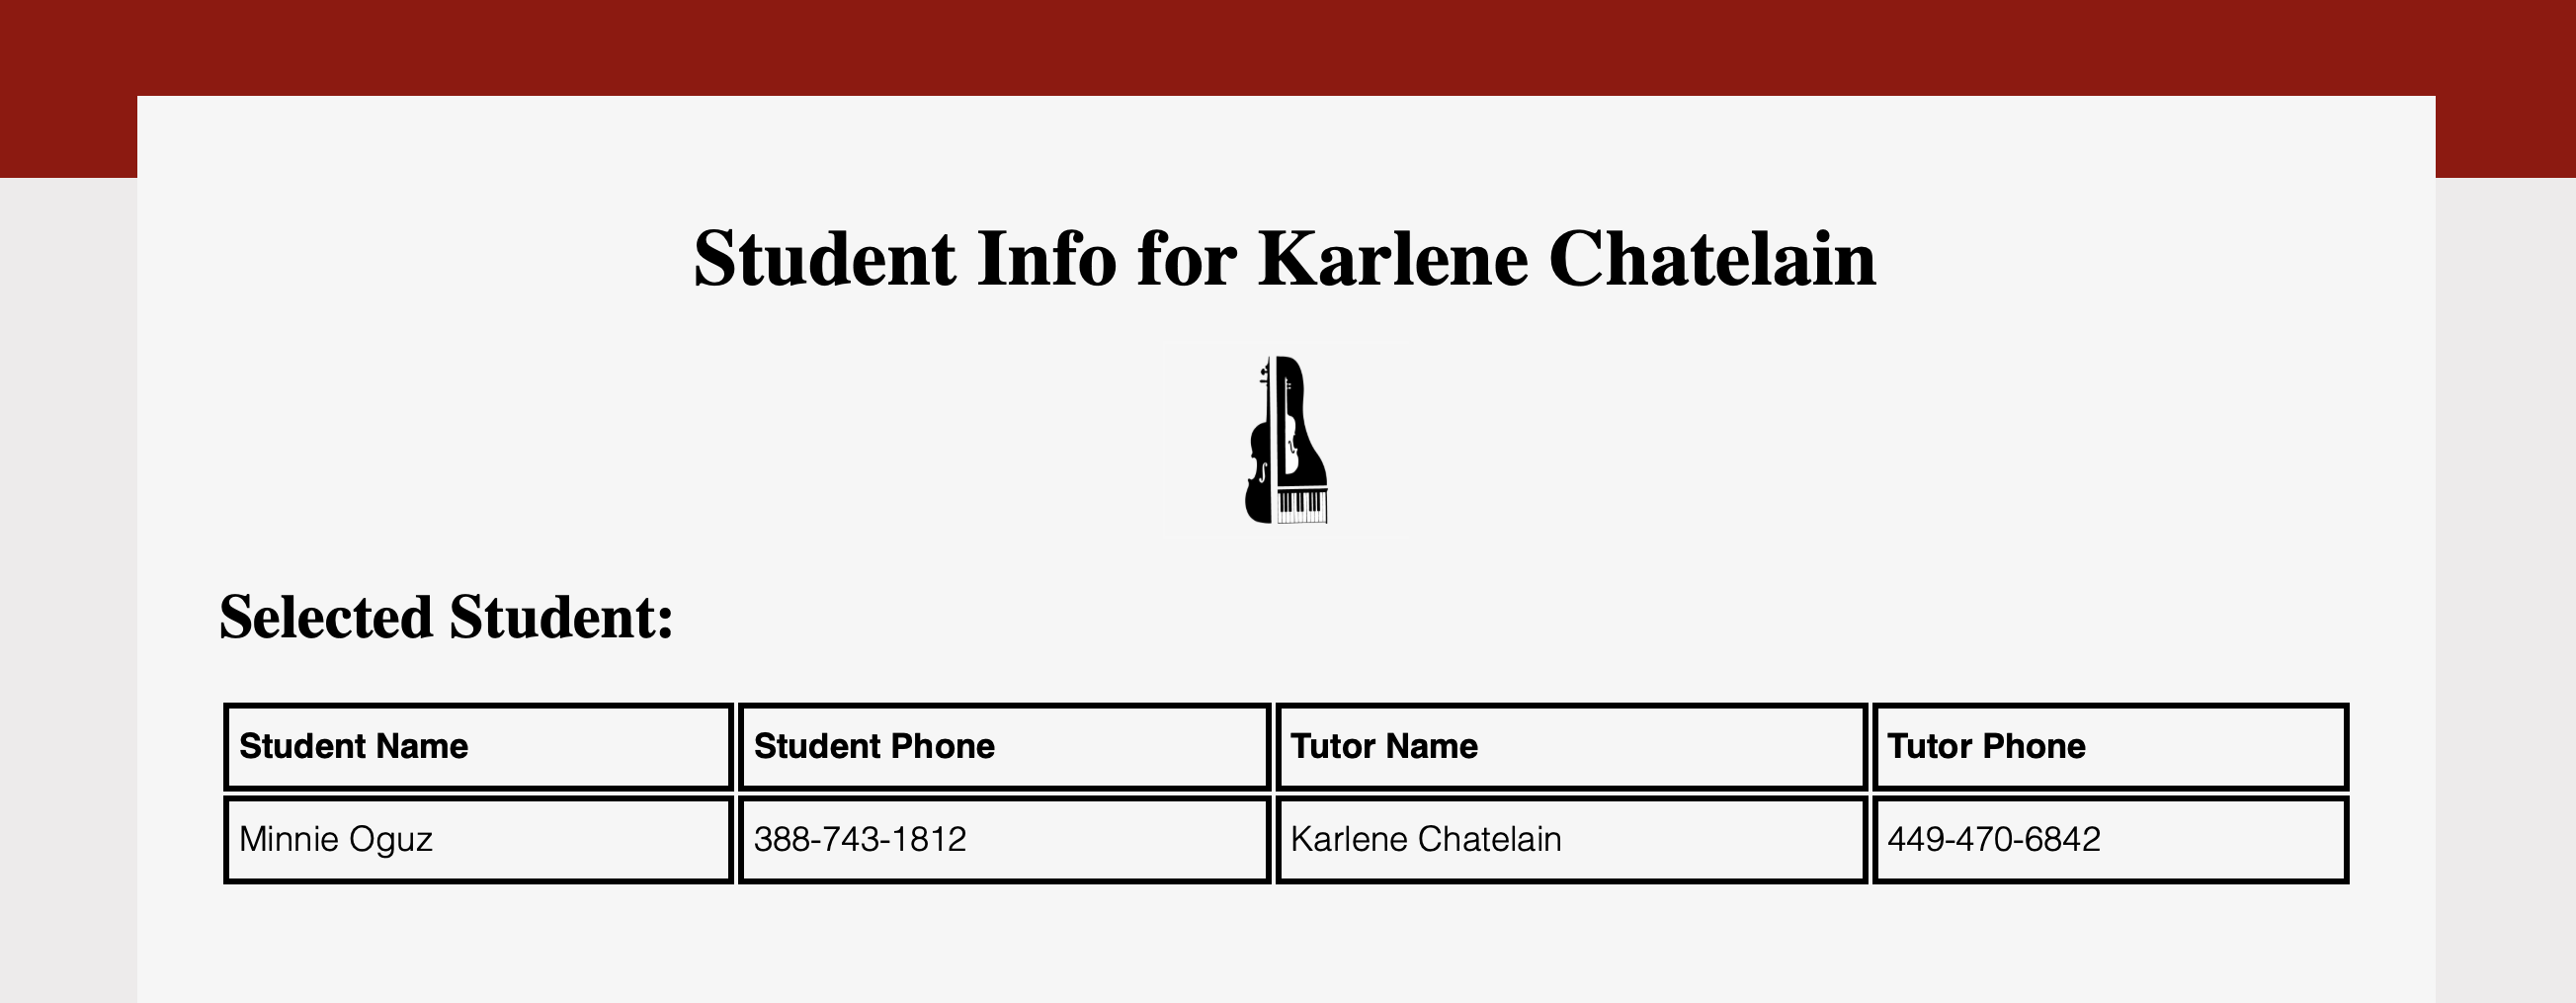 Student Info for Karlene Chatelain
Selected Student:
Student Name Student Phone Tutor Name Tutor Phone
Minnie Oguz 388-743-1812 Karlene Chatelain 449-470-6842